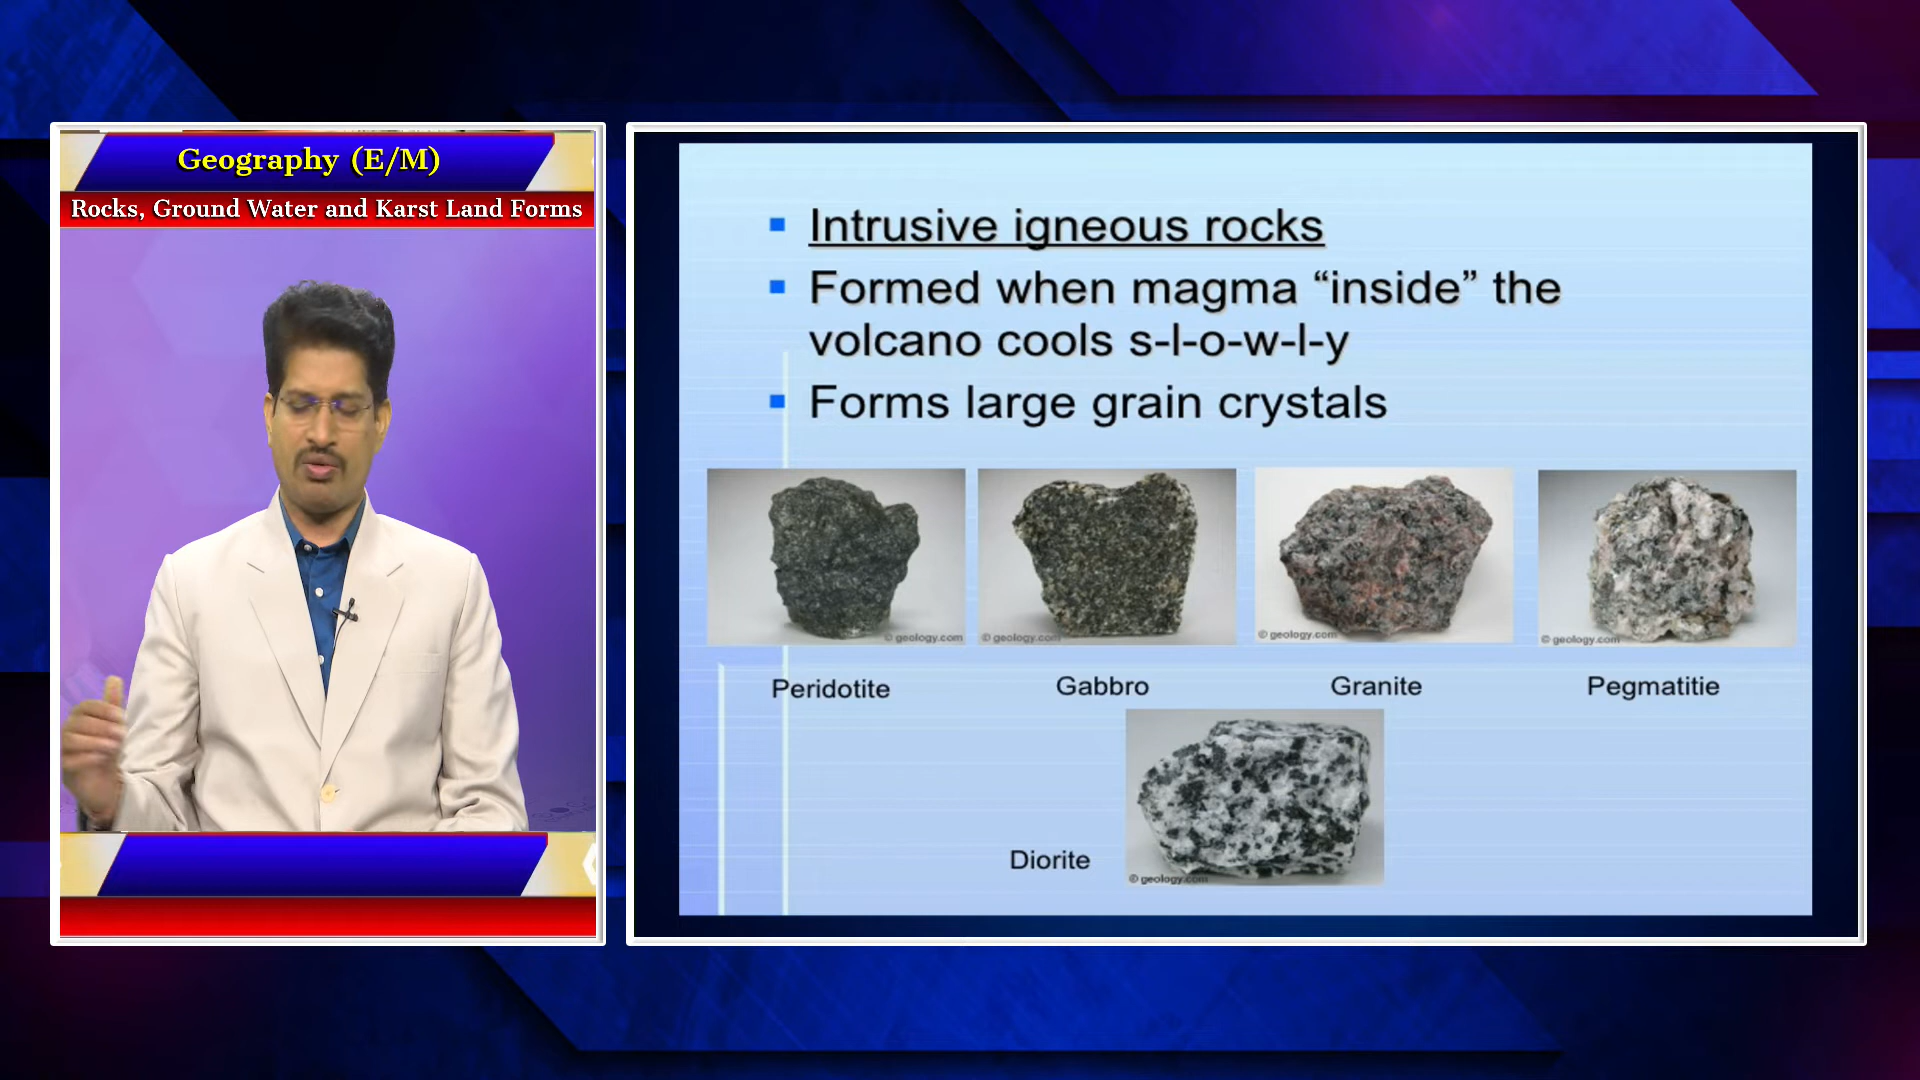 Geography (E/M)
Rocks, Ground Water and Karst Land Forms
Intrusive igneous rocks
Formed when magma “inside” the
volcano cools s-l-o-w-l-y
Forms large grain crystals
© geology.com
© geology.com
© geology.com
© geology.com
Peridotite
Gabbro
Granite
Pegmatitie
Diorite
© geology.com